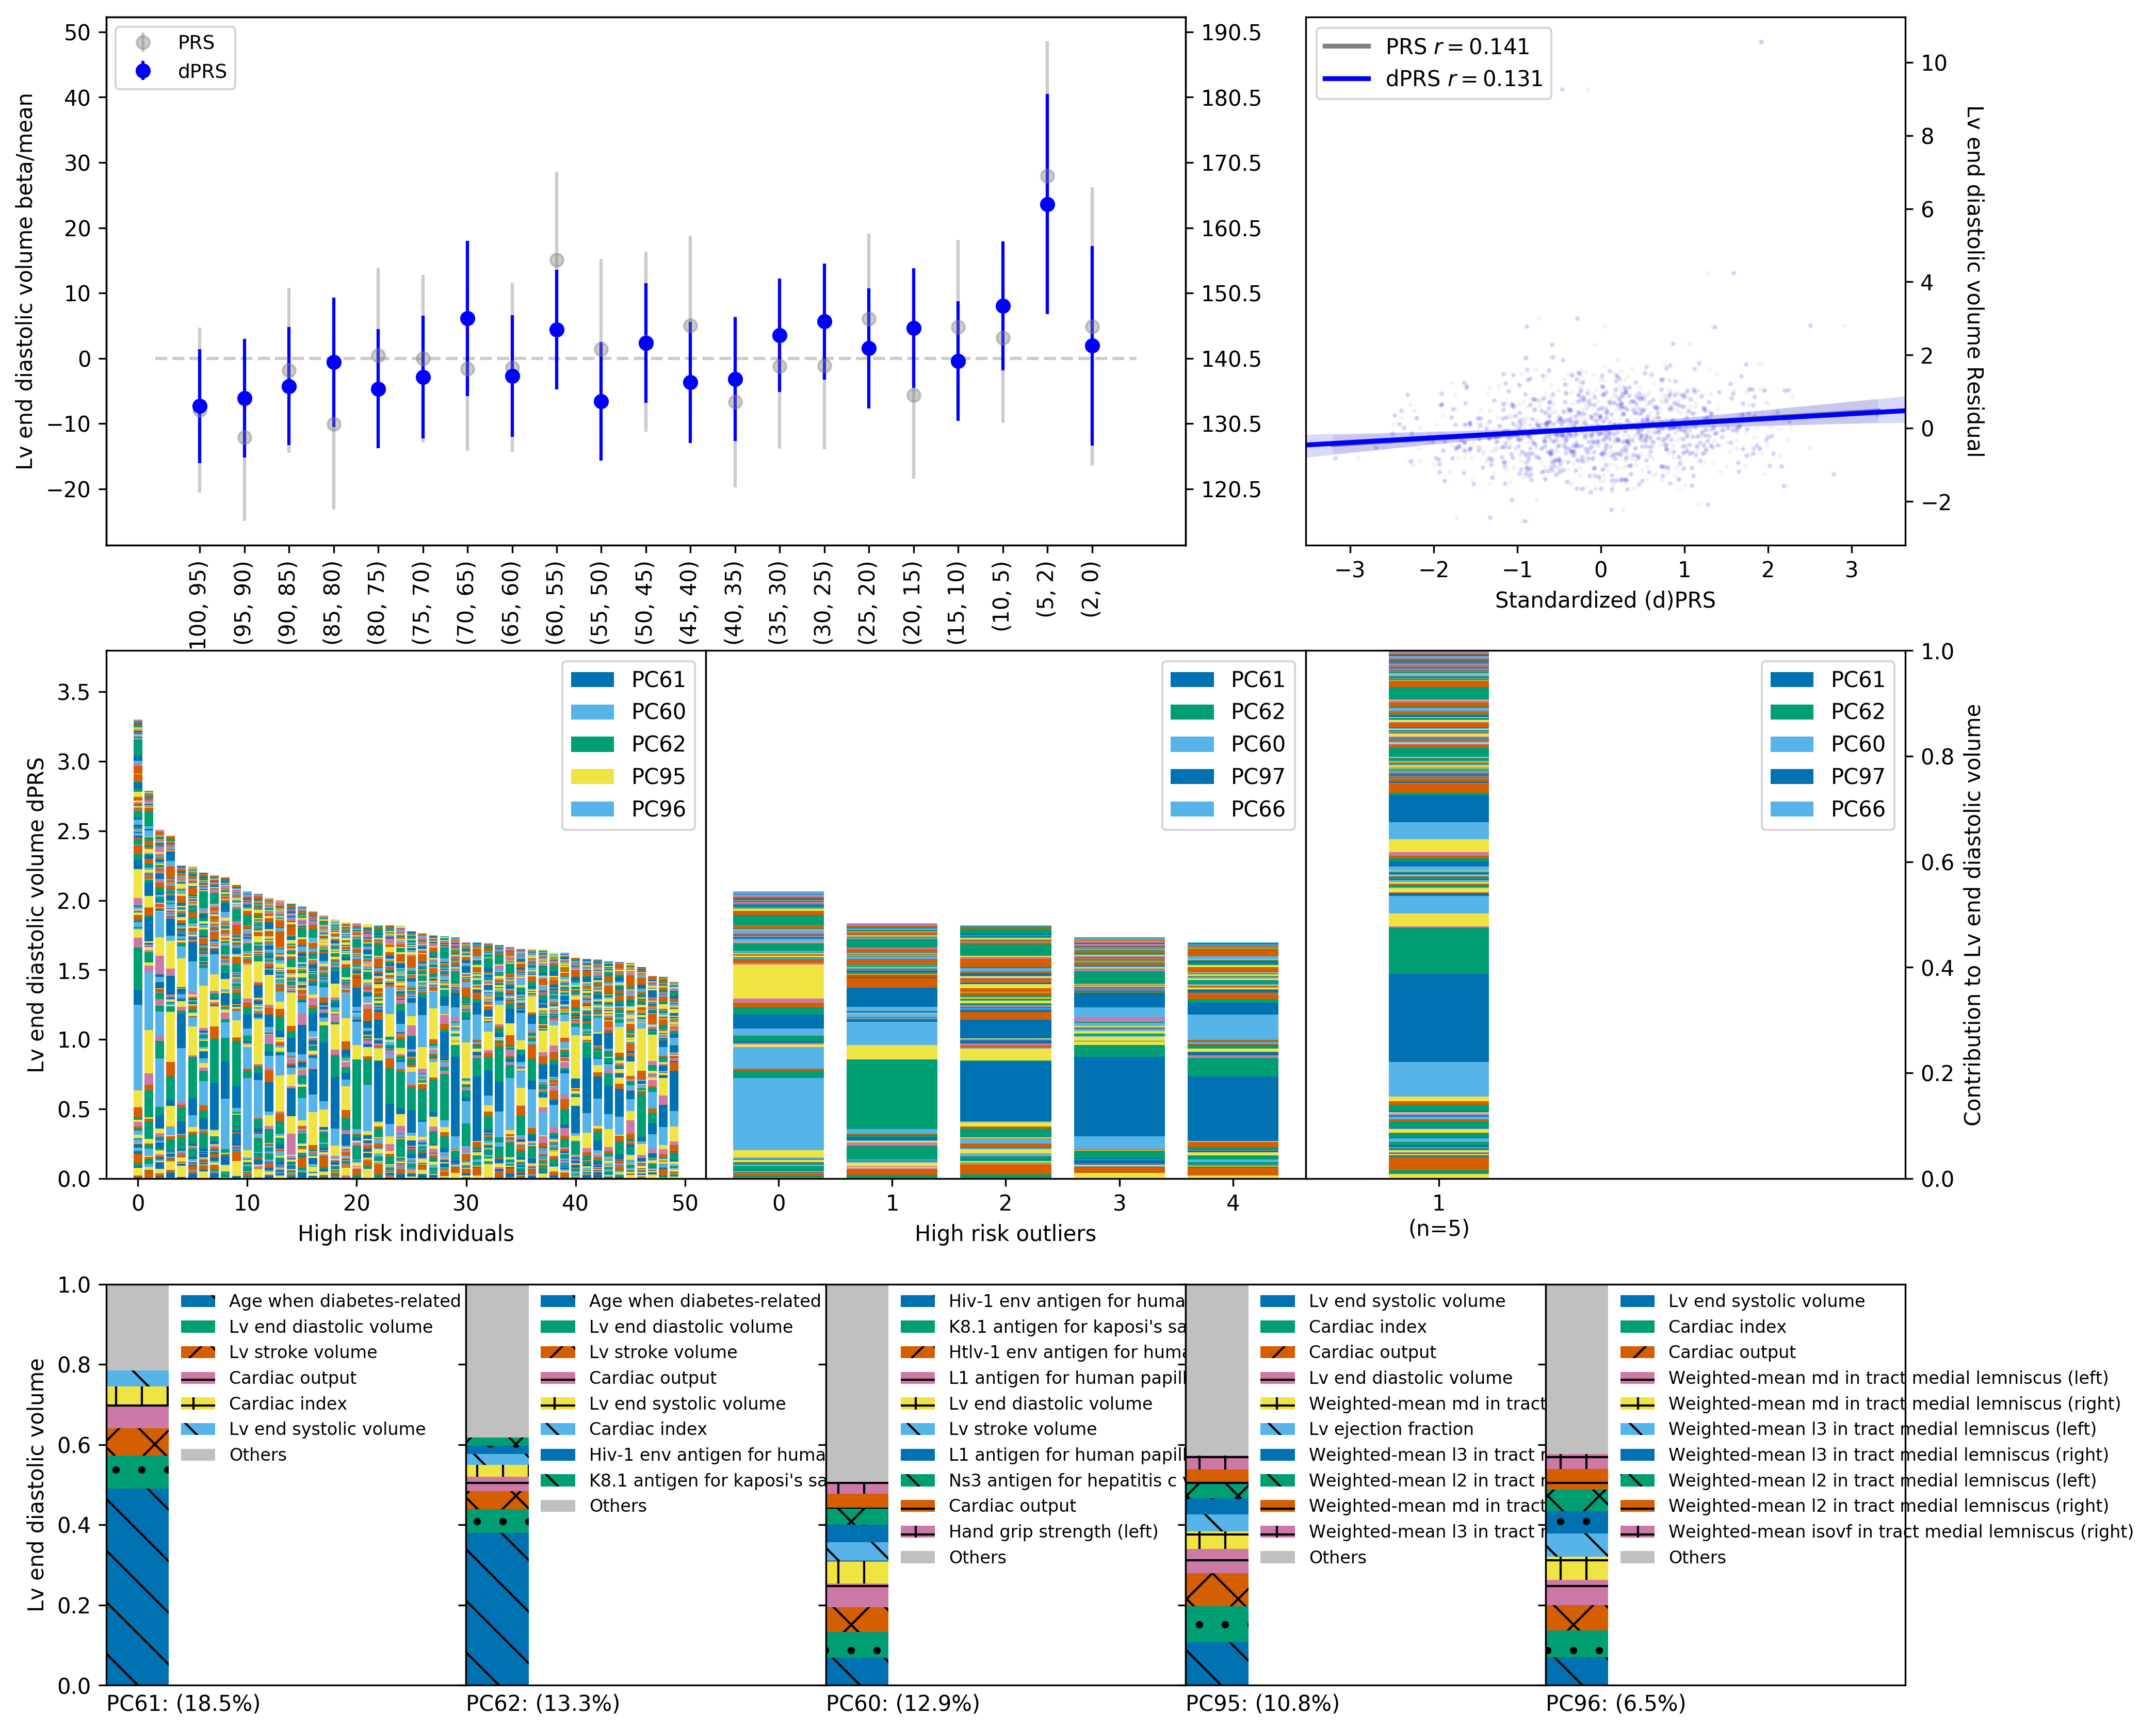 PRS
dPRS
Lv end diastolic volume beta/mean
50
40
30
20
10
0
−10
−20
190.5
180.5
170.5
160.5
150.5
140.5
130.5
120.5
100, 95)
(95, 90)
(90, 85)
(85, 80)
(80, 75)
(75, 70)
(70, 65)
(65, 60)
(60, 55)
(55, 50)
(50, 45)
(45, 40)
(40, 35)
(35, 30)
(30, 25)
(25, 20)
(20, 15)
(15, 10)
(10, 5)
(5, 2)
(2, 0)
PRS r = 0.141
dPRS r = 0.131
10
8
6
4
2
0
−2
Lv end diastolic volume Residual
−3
−2
−1
0
1
2
3
Standardized (d)PRS
Lv end diastolic volume dPRS
3.5
3.0
2.5
2.0
1.5
1.0
0.5
0.0
PC61
PC60
PC62
PC95
PC96
0
10
20
30
40
50
High risk individuals
PC61
PC62
PC60
PC97
PC66
0
1
2
3
4
High risk outliers
PC61
PC62
PC60
PC97
PC66
1
(n=5)
1.0
0.8
0.6
0.4
0.2
0.0
Contribution to Lv end diastolic volume
Lv end diastolic volume
1.0
0.8
0.6
0.4
0.2
0.0
Age when diabetes-related
Lv end diastolic volume
Lv stroke volume
Cardiac output
Cardiac index
Lv end systolic volume
Others
PC61: (18.5%)
Age when diabetes-related
Lv end diastolic volume
Lv stroke volume
Cardiac output
Lv end systolic volume
Cardiac index
Hiv-1 env antigen for huma
K8.1 antigen for kaposi's sa
Others
PC62: (13.3%)
Hiv-1 env antigen for huma
K8.1 antigen for kaposi's sa
Htlv-1 env antigen for huma
L1 antigen for human papill
Lv end diastolic volume
Lv stroke volume
L1 antigen for human papill
Ns3 antigen for hepatitis c v
Cardiac output
Hand grip strength (left)
Others
PC60: (12.9%)
Lv end systolic volume
Cardiac index
Cardiac output
Lv end diastolic volume
Weighted-mean md in tract
Lv ejection fraction
Weighted-mean l3 in tract r
Weighted-mean l2 in tract r
Weighted-mean md in tract
Weighted-mean l3 in tract r
Others
PC95: (10.8%)
Lv end systolic volume
Cardiac index
Cardiac output
Weighted-mean md in tract medial lemniscus (left)
Weighted-mean md in tract medial lemniscus (right)
Weighted-mean l3 in tract medial lemniscus (left)
Weighted-mean l3 in tract medial lemniscus (right)
Weighted-mean l2 in tract medial lemniscus (left)
Weighted-mean l2 in tract medial lemniscus (right)
Weighted-mean isovf in tract medial lemniscus (right)
Others
PC96: (6.5%)